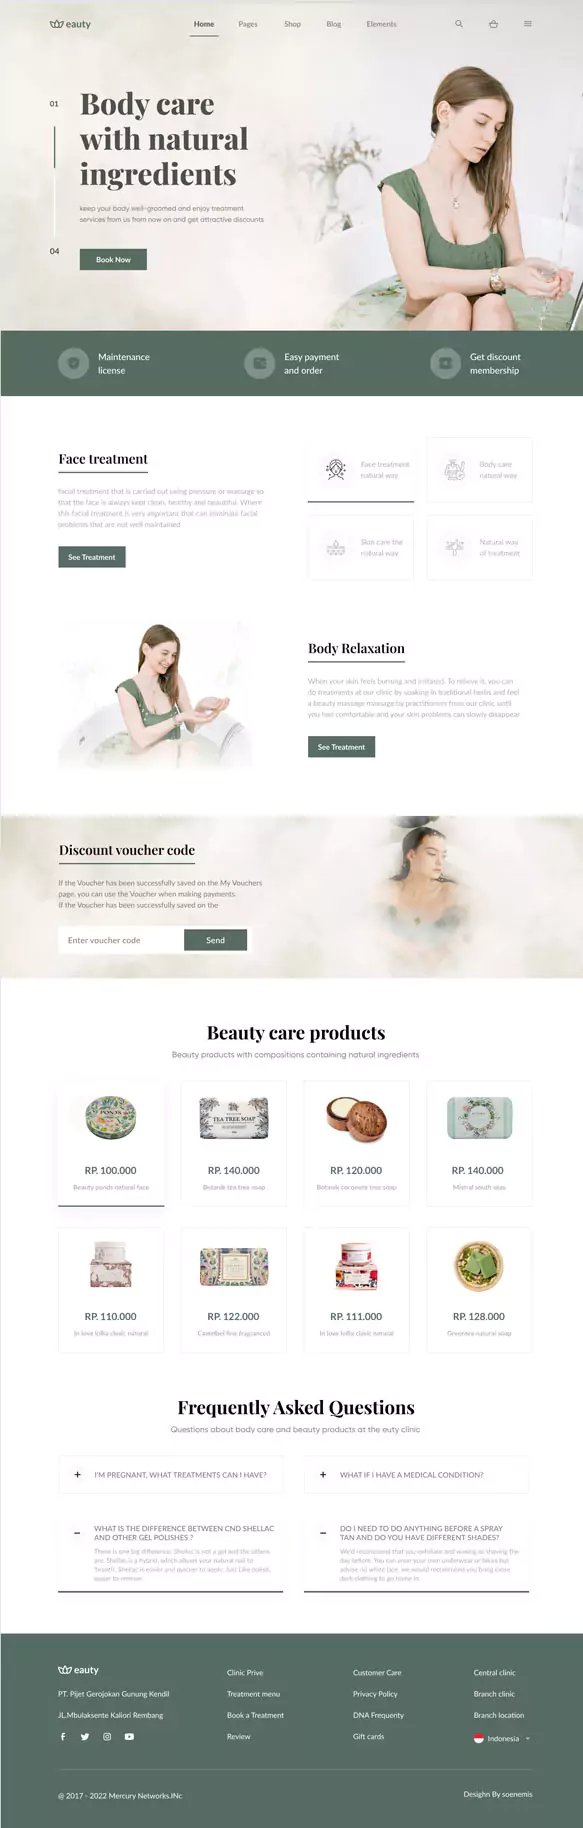 eauty
Home
Pages
Shop
Blog
Elements
01
Body care
with natural
ingredients
keep your body well-groomed and enjoy treatment
services from us from now on and get attractive discounts
04
Book Now
Maintenance
license
Easy payment
and order
Get discount
membership
Face treatment
facial treatment that is carried out using pressure or massage so
that the face is always kept clean, healthy and beautiful. Where
this facial treatment is very important that can eliminate facial
problems that are not well maintained
See Treatment
Face treatment
natural way
Body care
natural way
Skin care the
natural way
Natural way
of treatment
Body Relaxation
When your skin feels burning and irritated. To relieve it, you can
do treatments at our clinic by soaking in traditional herbs and feel
a beauty massage massage by practitioners from our clinic, until
you feel comfortable and your skin problems can slowly disappear
See Treatment
Discount voucher code
If the Voucher has been successfully saved on the My Vouchers
page, you can use the Voucher when making payments.
If the Voucher has been successfully saved on the
Enter voucher code
Send
Beauty care products
Beauty products with compositions containing natural ingredients
PONDS
TEA TREE SOAP
RP. 100.000
Beauty ponds natural face
RP. 140.000
Botanik tea tree soap
RP. 120.000
Botanik coconate tree soap
RP. 140.000
Mistral south seas
RP. 110.000
In love lolka clasic natural
RP. 122.000
Castelbel fine fragranced
RP. 111.000
In love lolka clasic natural
RP. 128.000
Greentea natural soap
Frequently Asked Questions
Questions about body care and beauty products at the euty clinic
I'M PREGNANT, WHAT TREATMENTS CAN I HAVE?
WHAT IF I HAVE A MEDICAL CONDITION?
WHAT IS THE DIFFERENCE BETWEEN CND SHELLAC
AND OTHER GEL POLISHES ?
There is one big difference. Shellac is not a gel and the others
are. Shellac is a hybrid, which allows your natural nail to
'breath'. Shellac is easier and quicker to apply. Just Like polish,
easier to remove.
DO I NEED TO DO ANYTHING BEFORE A SPRAY
TAN AND DO YOU HAVE DIFFERENT SHADES?
We'd recommend that you exfoliate and waxing or shaving the
day before. You can wear your own underwear or bikini but
advise no white lace. we would recommend you bring loose
dark clothing to go home in.
eauty
PT. Pijet Gerojokan Gunung Kendil
JL.Mbulaksente Kaliori Rembang
Clinic Prive
Treatment menu
Book a Treatment
Review
Customer Care
Privacy Policy
DNA Frequenty
Gift cards
Central clinic
Branch clinic
Branch location
Indonesia
@ 2017 - 2022 Mercury Networks.INc
Desighn By soenemis